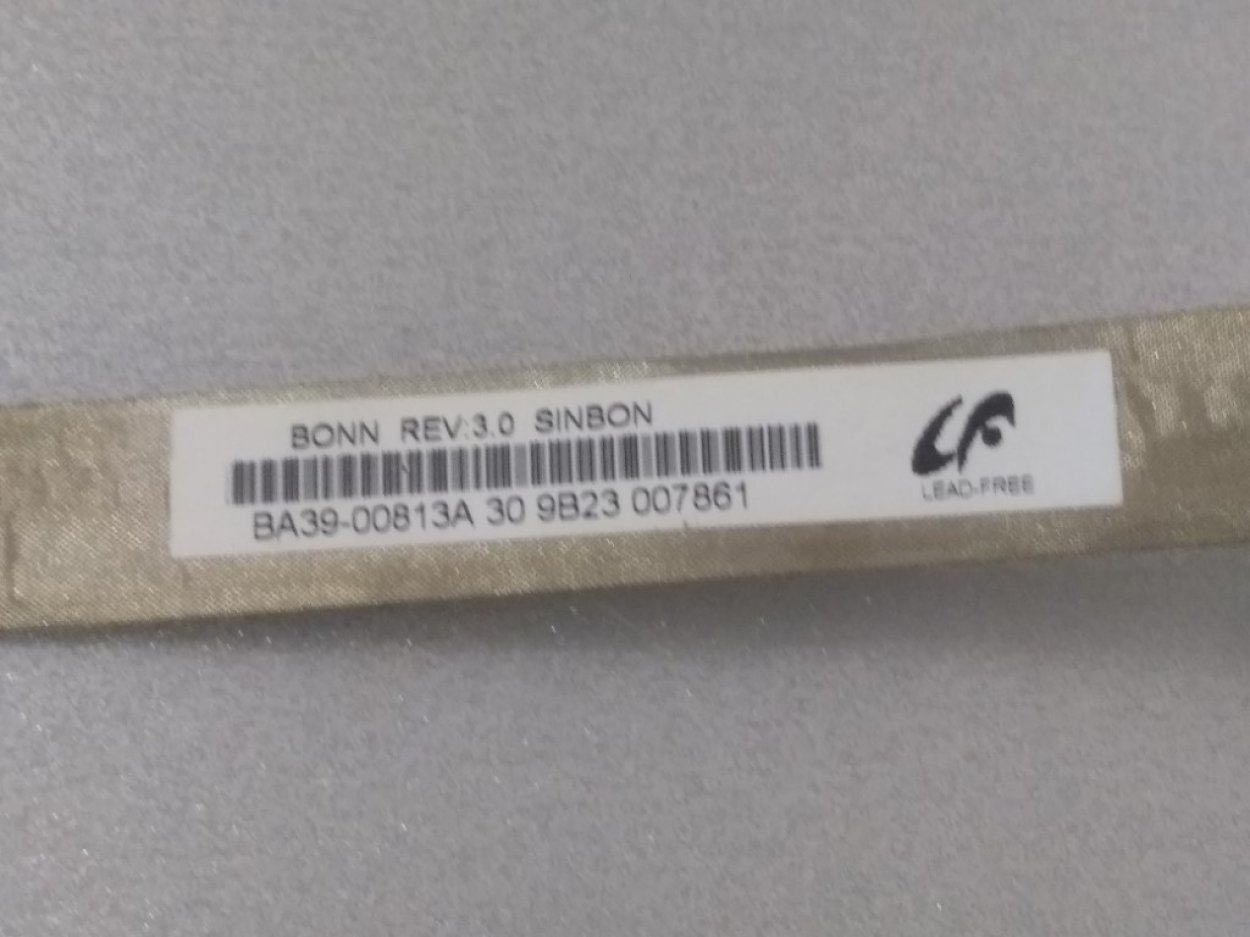 BONN REV:3.0 SINBON
BA39-00813A 30 9B23 007861
LF
LEAD-FREE